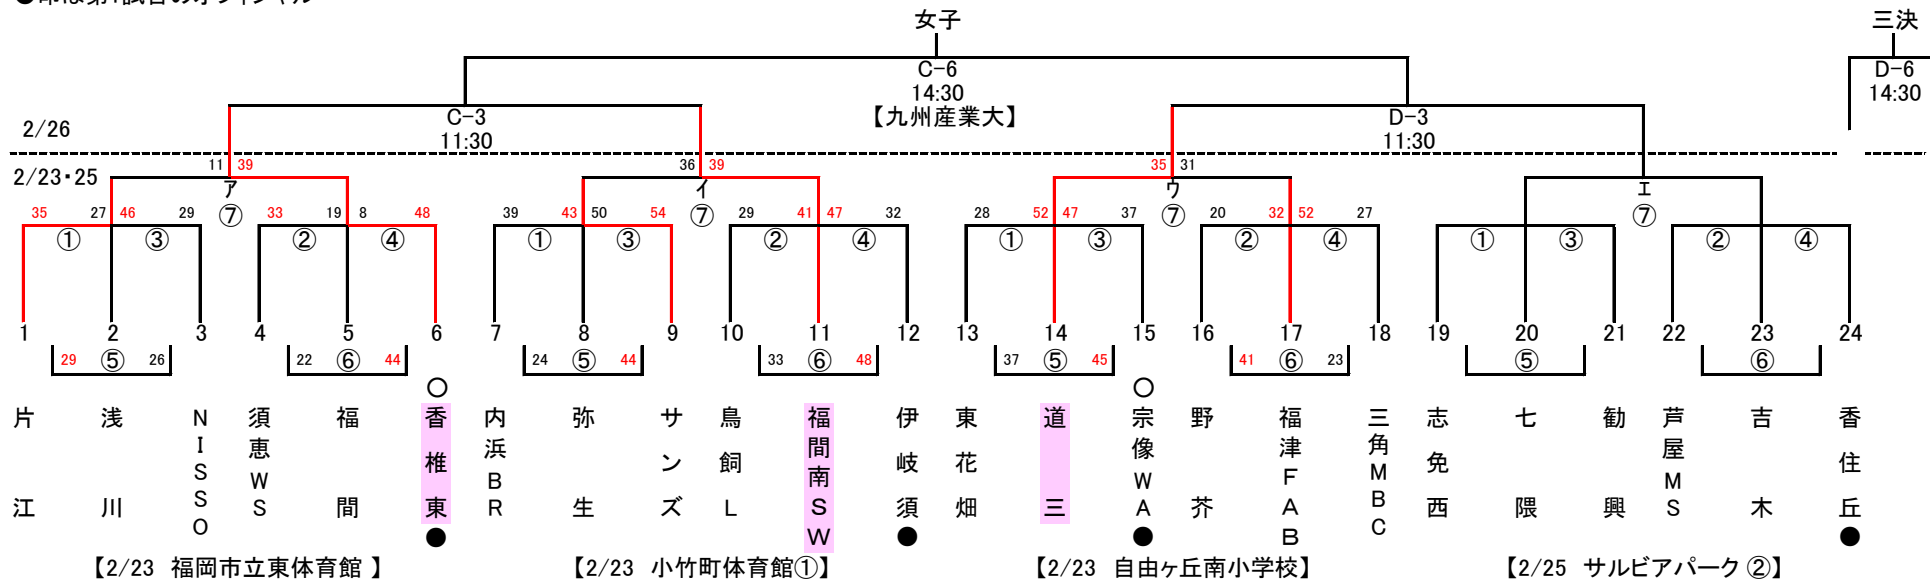 ●印は第1試合のオフィシャル
女子
三決
C-6
14:30
【九州産業大】
D-6
14:30
C-3
11:30
D-3
11:30
2/26
2/23・25
11 39
36 39
35 31
ア ⑦
イ ⑦
ウ ⑦
エ ⑦
35 27 46 29 33 19 8 48 39 43 50 54 29 41 47 32 28 52 47 37 20 32 52 27
① ③ ② ④ ① ③ ② ④ ① ③ ② ④ ① ③ ② ④
1 2 3 4 5 6 7 8 9 10 11 12 13 14 15 16 17 18 19 20 21 22 23 24
29 ⑤ 26 22 ⑥ 44 24 ⑤ 44 33 ⑥ 48 37 ⑤ 45 41 ⑥ 23 ⑤ ⑥
○ ○
片江
浅川
NISSO
須恵WS
福間
香椎東
内浜BR
弥生
サンズ
鳥飼L
福間南SW
伊岐須
東花畑
道三
宗像WA
野芥
福津FAB
三角MBC
志免西
七隈
勧興
芦屋MS
吉木
香住丘
● ● ● ●
【2/23 福岡市立東体育館 】
【2/23 小竹町体育館①】
【2/23 自由ヶ丘南小学校】
【2/25 サルビアパーク ②】